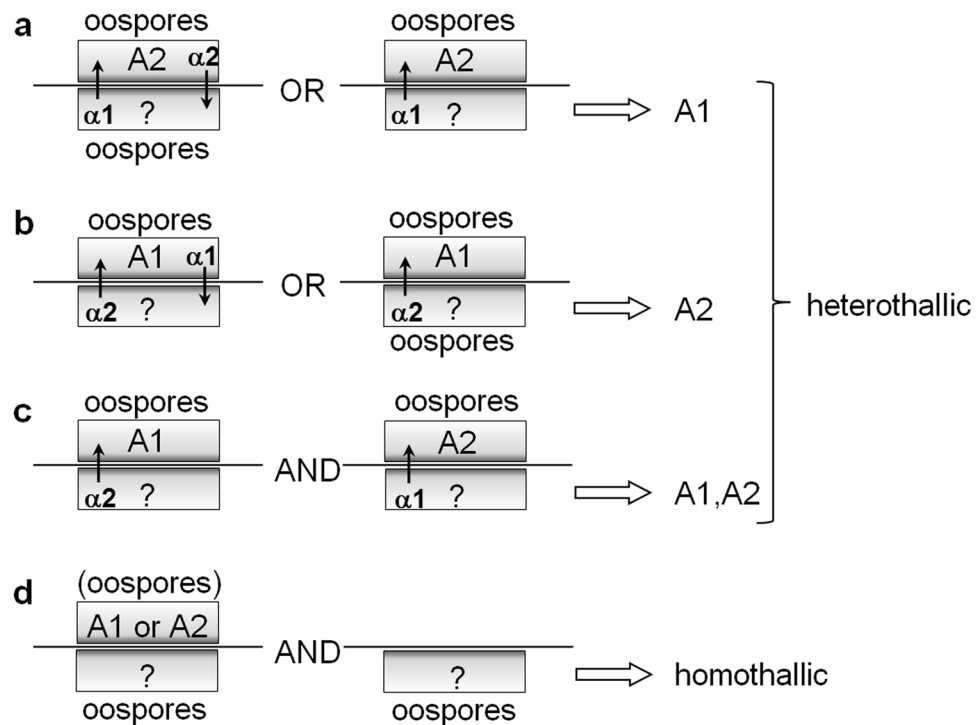 a
oospores
A2 α2
α1 ?
oospores
OR
oospores
A2
α1 ?
A1
b
oospores
A1 α1
α2 ?
OR
oospores
A1
α2 ?
oospores
A2
heterothallic
c
oospores
A1
α2 ?
AND
oospores
A2
α1 ?
A1,A2
d
(oospores)
A1 or A2
?
oospores
AND
?
oospores
homothallic